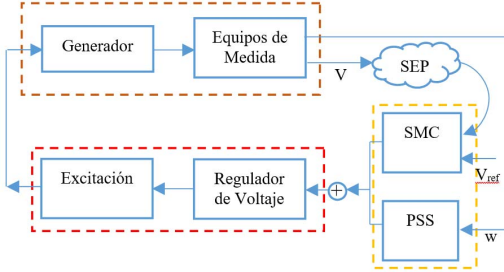 Generador
Equipos de
Medida
V
SEP
SMC
Vref
Excitación
Regulador
de Voltaje
+
PSS
w